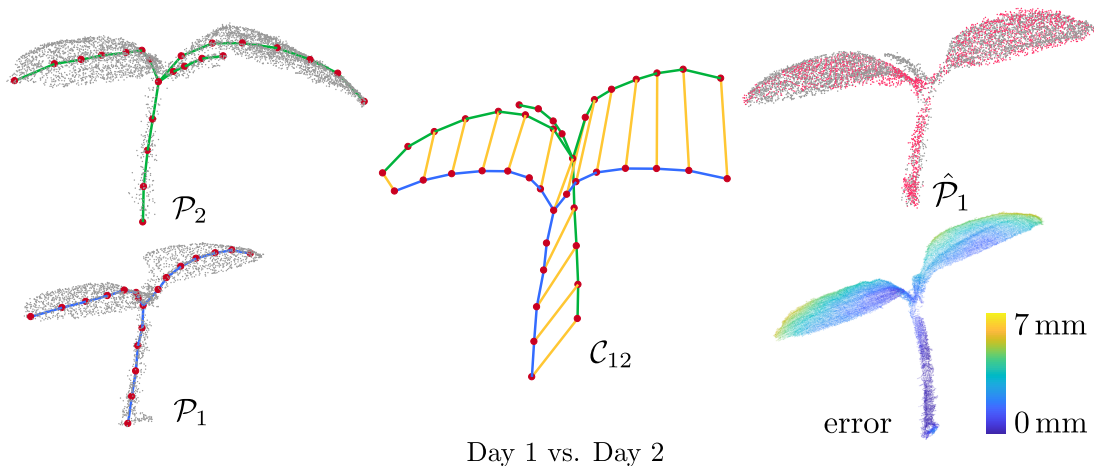 𝒫₂
𝒫₁
𝒞₁₂
𝒫̂₁
7 mm
0 mm
error
Day 1 vs. Day 2